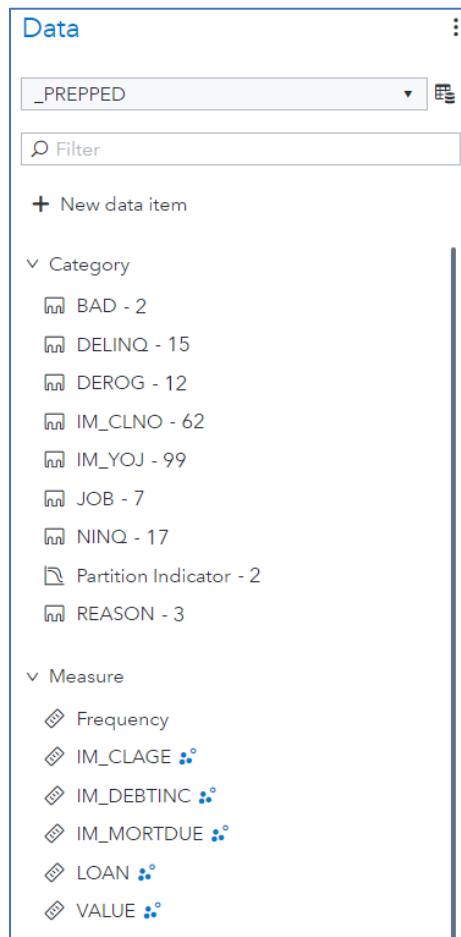 Data
_PREPPED
Filter
+ New data item
Category
BAD - 2
DELINQ - 15
DEROG - 12
IM_CLNO - 62
IM_YOJ - 99
JOB - 7
NINQ - 17
Partition Indicator - 2
REASON - 3
Measure
Frequency
IM_CLAGE
IM_DEBTINC
IM_MORTDUE
LOAN
VALUE